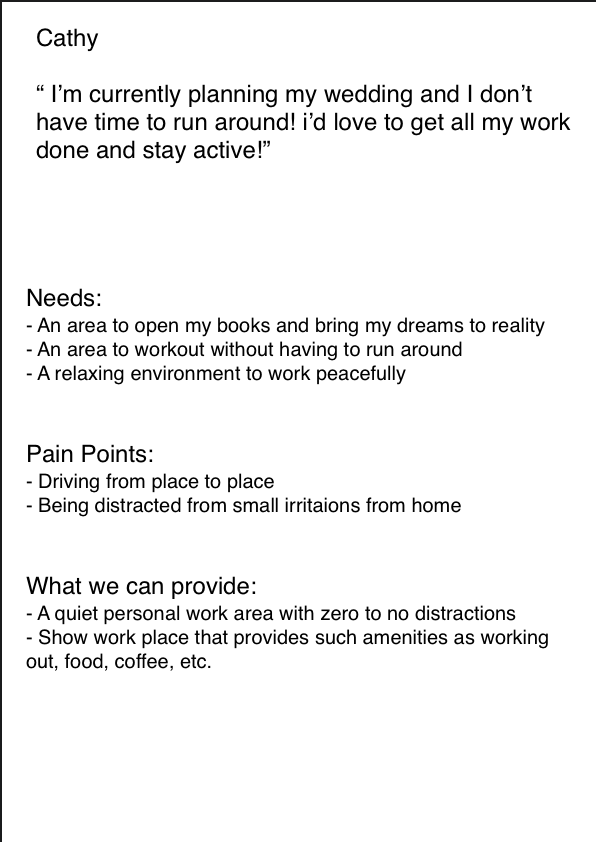 Cathy
“ I’m currently planning my wedding and I don’t
have time to run around! i’d love to get all my work
done and stay active!”
Needs:
- An area to open my books and bring my dreams to reality
- An area to workout without having to run around
- A relaxing environment to work peacefully
Pain Points:
- Driving from place to place
- Being distracted from small irritaions from home
What we can provide:
- A quiet personal work area with zero to no distractions
- Show work place that provides such amenities as working
out, food, coffee, etc.